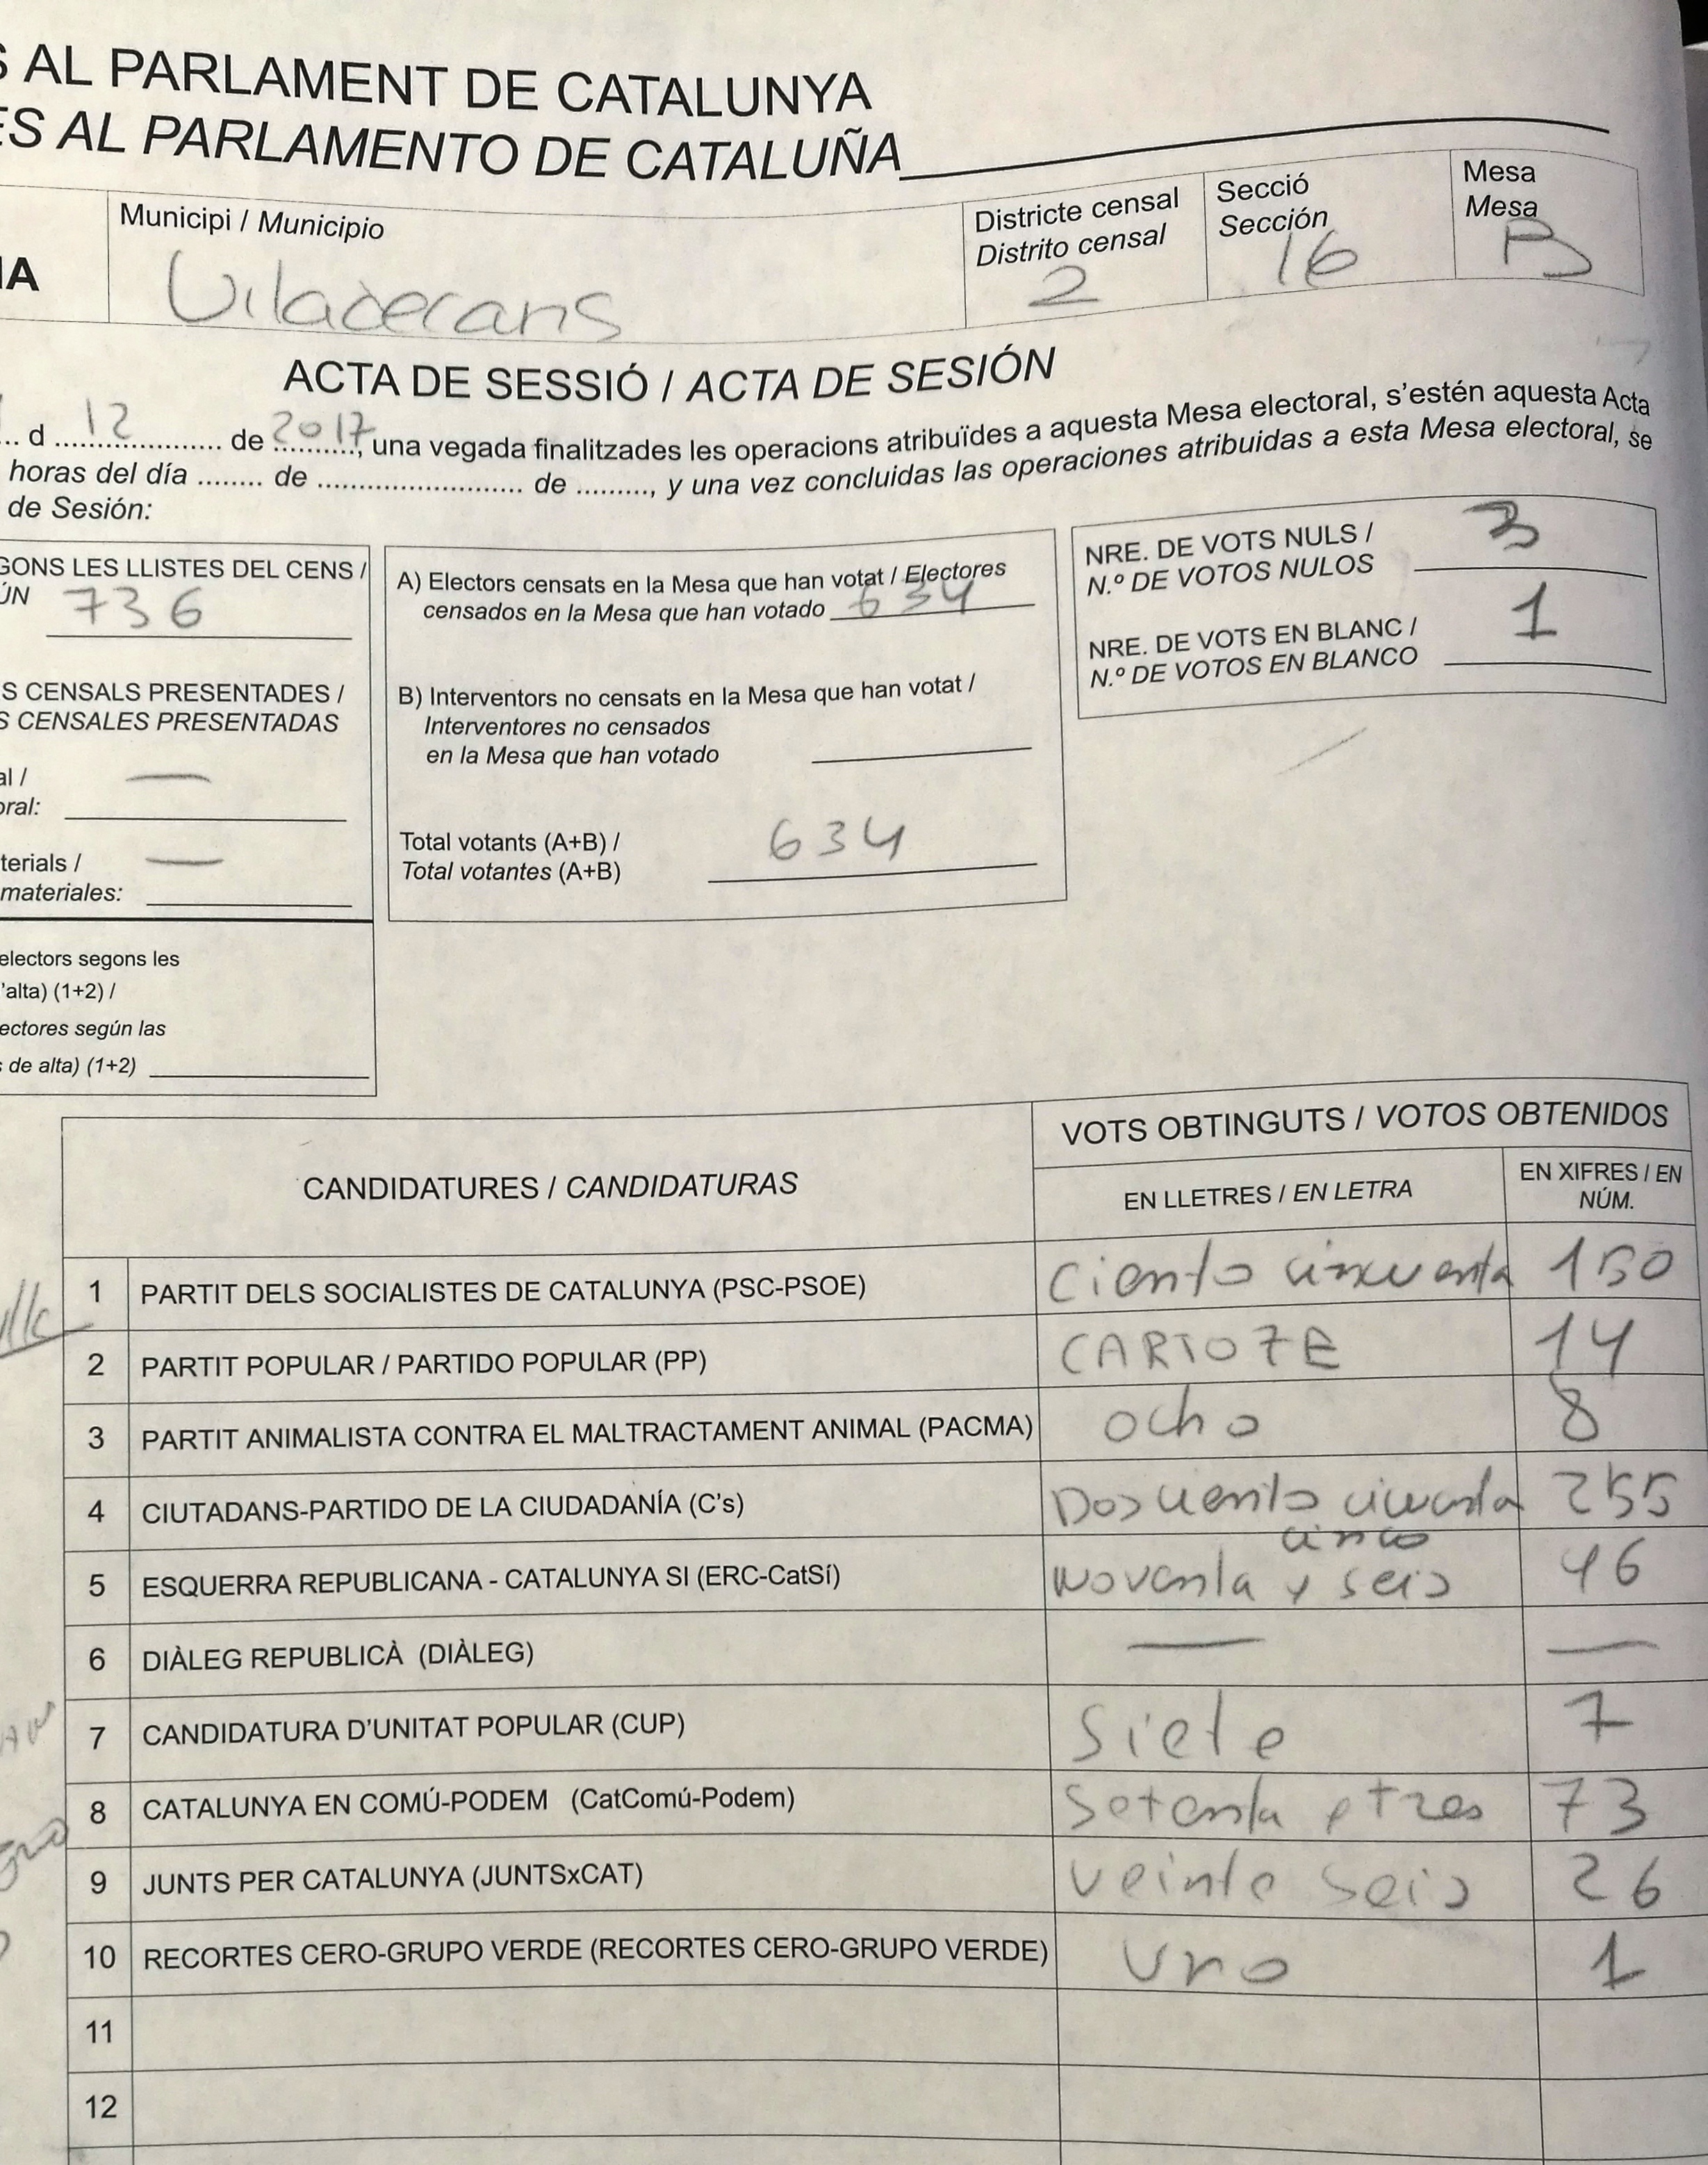 S AL PARLAMENT DE CATALUNYA
ES AL PARLAMENTO DE CATALUÑA
IA
Municipi / Municipio
Viladecans
Districte censal
Distrito censal
2
Secció
Sección
16
Mesa
Mesa
B
ACTA DE SESSIÓ / ACTA DE SESIÓN
.. d 12 de 2017, una vegada finalitzades les operacions atribuïdes a aquesta Mesa electoral, s'estén aquesta Acta
horas del día ........ de ........................ de ........., y una vez concluidas las operaciones atribuidas a esta Mesa electoral, se
de Sesión:
GONS LES LLISTES DEL CENS /
ÚN 736
S CENSALS PRESENTADES /
S CENSALES PRESENTADAS
al /
oral: —
terials /
materiales: —
electors segons les
'alta) (1+2) /
ectores según las
s de alta) (1+2)
A) Electors censats en la Mesa que han votat / Electores
censados en la Mesa que han votado 634
B) Interventors no censats en la Mesa que han votat /
Interventores no censados
en la Mesa que han votado
Total votants (A+B) /
Total votantes (A+B) 634
NRE. DE VOTS NULS /
N.º DE VOTOS NULOS 3
NRE. DE VOTS EN BLANC /
N.º DE VOTOS EN BLANCO 1
CANDIDATURES / CANDIDATURAS
VOTS OBTINGUTS / VOTOS OBTENIDOS
EN LLETRES / EN LETRA
EN XIFRES / EN
NÚM.
1 PARTIT DELS SOCIALISTES DE CATALUNYA (PSC-PSOE) Ciento cincuenta 150
2 PARTIT POPULAR / PARTIDO POPULAR (PP) CARTOZE 14
3 PARTIT ANIMALISTA CONTRA EL MALTRACTAMENT ANIMAL (PACMA) ocho 8
4 CIUTADANS-PARTIDO DE LA CIUDADANÍA (C's) Doscuento cincuenta 255
cinco
5 ESQUERRA REPUBLICANA - CATALUNYA SI (ERC-CatSí) noventa y seis 96
6 DIÀLEG REPUBLICÀ (DIÀLEG) — —
7 CANDIDATURA D'UNITAT POPULAR (CUP) Siete 7
8 CATALUNYA EN COMÚ-PODEM (CatComú-Podem) Setenta e tres 73
9 JUNTS PER CATALUNYA (JUNTSxCAT) veinte seis 26
10 RECORTES CERO-GRUPO VERDE (RECORTES CERO-GRUPO VERDE) Uno 1
11
12